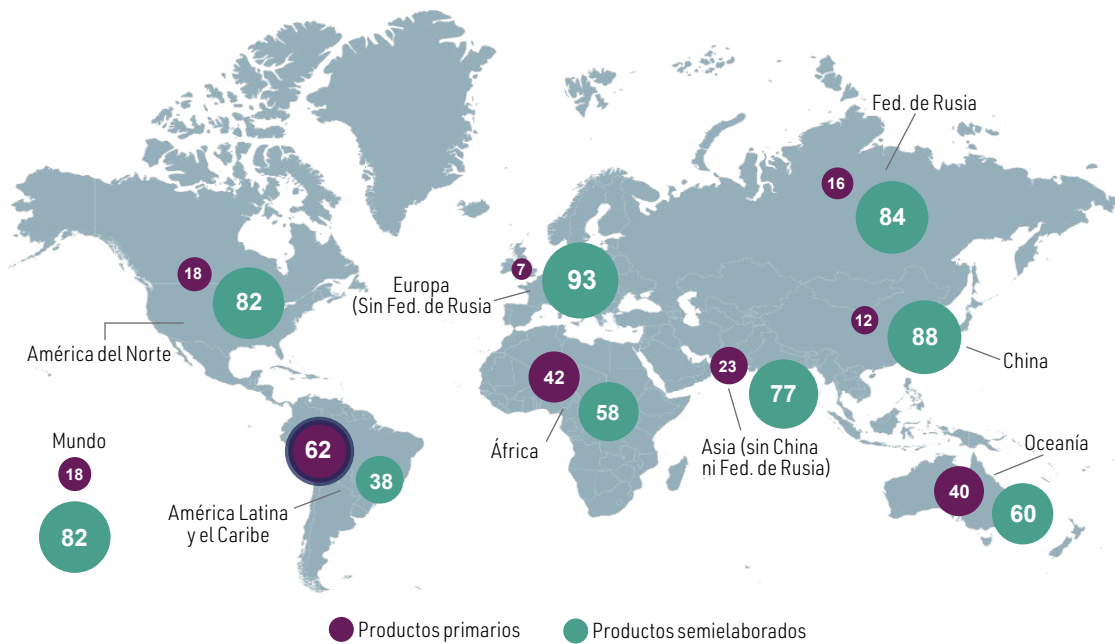 Fed. de Rusia
16
84
18
82
América del Norte
7
93
Europa
(Sin Fed. de Rusia
12
88
China
42
58
África
23
77
Asia (sin China
ni Fed. de Rusia)
Oceanía
40
60
62
38
América Latina
y el Caribe
Mundo
18
82
Productos primarios
Productos semielaborados